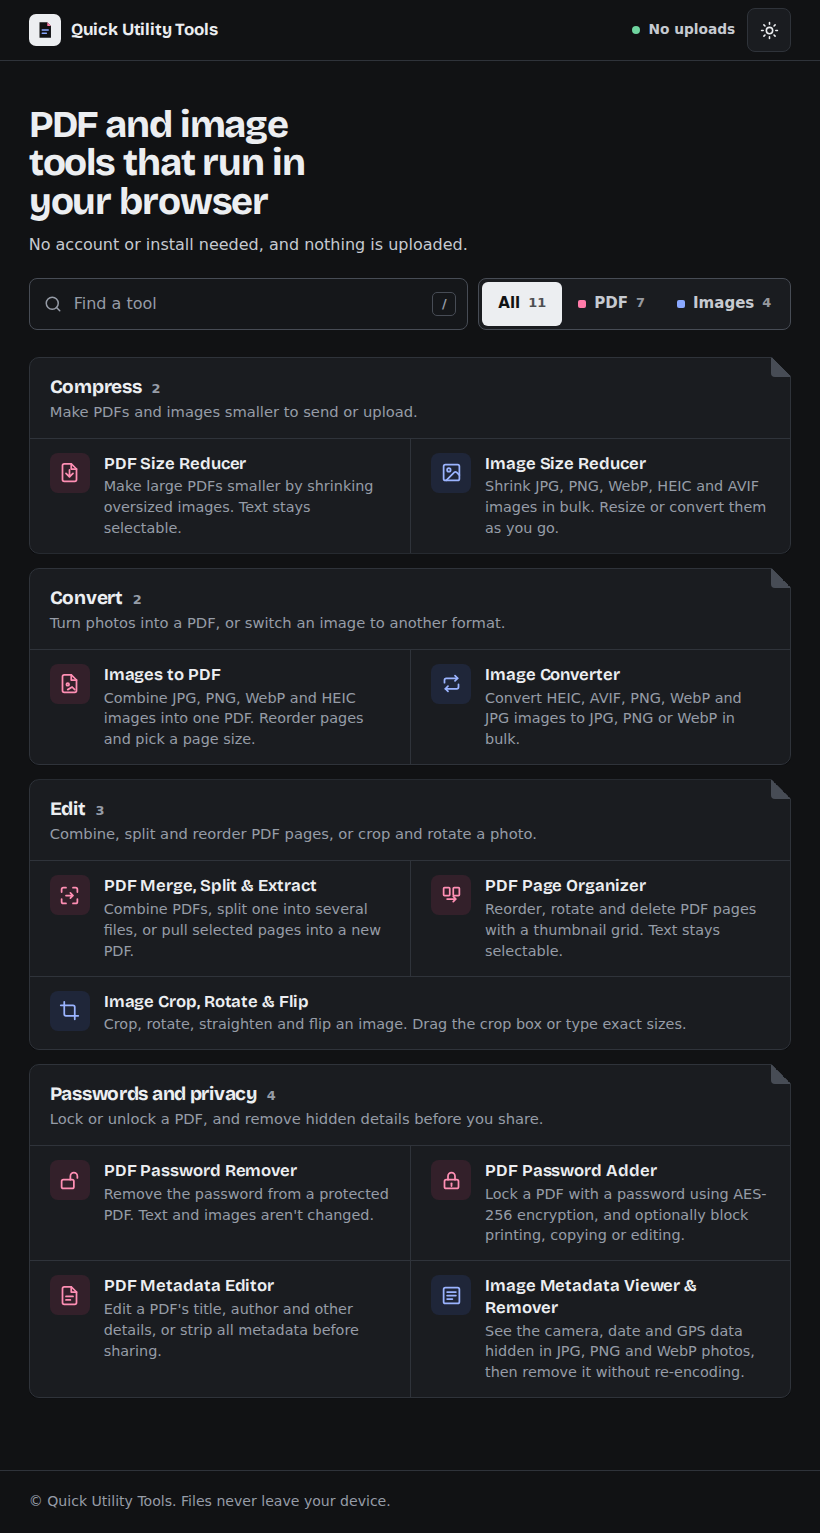 Quick Utility Tools
No uploads
PDF and image
tools that run in
your browser
No account or install needed, and nothing is uploaded.
Find a tool
/
All 11
PDF 7
Images 4
Compress 2
Make PDFs and images smaller to send or upload.
PDF Size Reducer
Make large PDFs smaller by shrinking
oversized images. Text stays
selectable.
Image Size Reducer
Shrink JPG, PNG, WebP, HEIC and AVIF
images in bulk. Resize or convert them
as you go.
Convert 2
Turn photos into a PDF, or switch an image to another format.
Images to PDF
Combine JPG, PNG, WebP and HEIC
images into one PDF. Reorder pages
and pick a page size.
Image Converter
Convert HEIC, AVIF, PNG, WebP and
JPG images to JPG, PNG or WebP in
bulk.
Edit 3
Combine, split and reorder PDF pages, or crop and rotate a photo.
PDF Merge, Split & Extract
Combine PDFs, split one into several
files, or pull selected pages into a new
PDF.
PDF Page Organizer
Reorder, rotate and delete PDF pages
with a thumbnail grid. Text stays
selectable.
Image Crop, Rotate & Flip
Crop, rotate, straighten and flip an image. Drag the crop box or type exact sizes.
Passwords and privacy 4
Lock or unlock a PDF, and remove hidden details before you share.
PDF Password Remover
Remove the password from a protected
PDF. Text and images aren't changed.
PDF Password Adder
Lock a PDF with a password using AES-
256 encryption, and optionally block
printing, copying or editing.
PDF Metadata Editor
Edit a PDF's title, author and other
details, or strip all metadata before
sharing.
Image Metadata Viewer &
Remover
See the camera, date and GPS data
hidden in JPG, PNG and WebP photos,
then remove it without re-encoding.
© Quick Utility Tools. Files never leave your device.